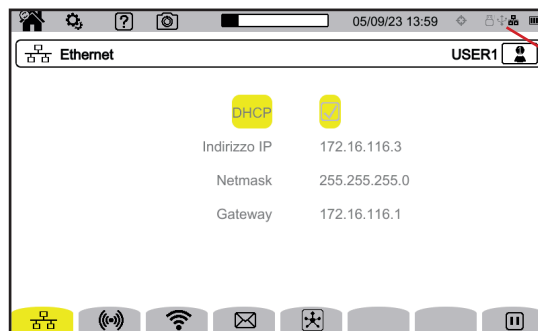 05/09/23 13:59
Ethernet USER1
DHCP
Indirizzo IP 172.16.116.3
Netmask 255.255.255.0
Gateway 172.16.116.1